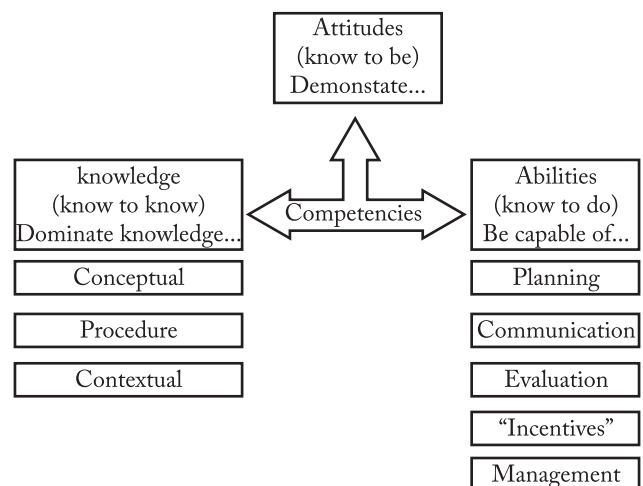 Attitudes
(know to be)
Demonstate...
knowledge
(know to know)
Dominate knowledge...
Competencies
Abilities
(know to do)
Be capable of...
Conceptual
Procedure
Contextual
Planning
Communication
Evaluation
“Incentives”
Management